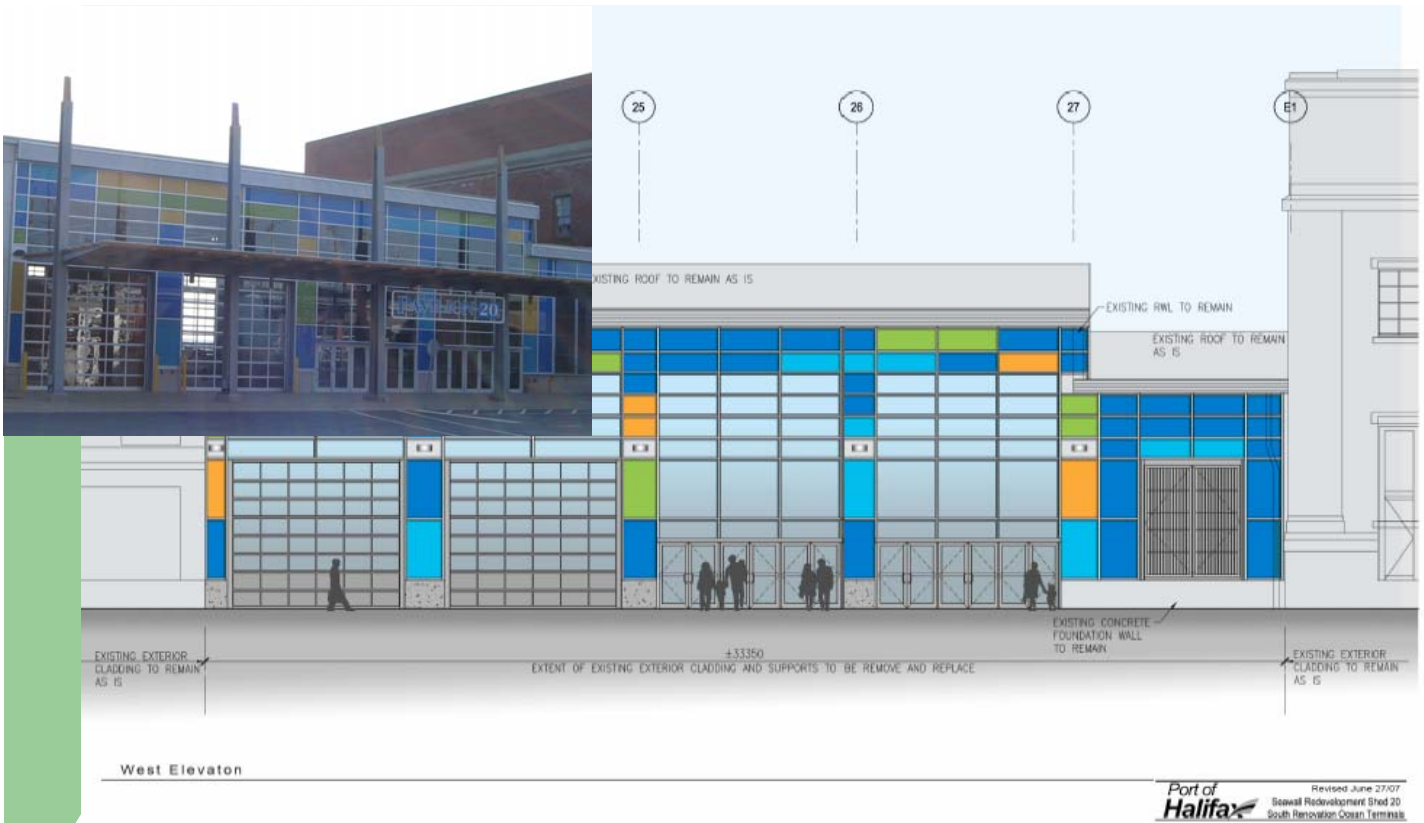 PAVILION 20
25
26
27
E1
XISTING ROOF TO REMAIN AS IS
EXISTING RWL TO REMAIN
EXISTING ROOF TO REMAIN
AS IS
EXISTING CONCRETE
FOUNDATION WALL
TO REMAIN
EXISTING EXTERIOR
CLADDING TO REMAIN
AS IS
±33350
EXTENT OF EXISTING EXTERIOR CLADDING AND SUPPORTS TO BE REMOVE AND REPLACE
EXISTING EXTERIOR
CLADDING TO REMAIN
AS IS
West Elevaton
Port of
Halifax
Revised June 27/07
Seawall Redevelopment Shed 20
South Renovation Ocean Terminals